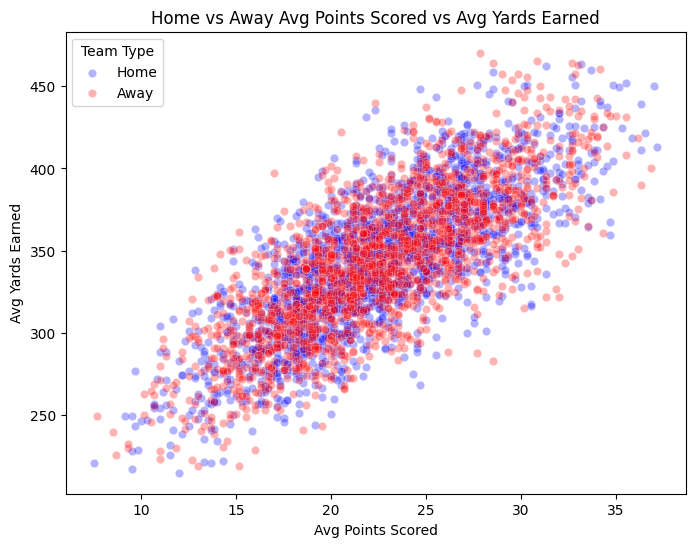 Home vs Away Avg Points Scored vs Avg Yards Earned
Team Type
Home
Away
Avg Yards Earned
450
400
350
300
250
10 15 20 25 30 35
Avg Points Scored